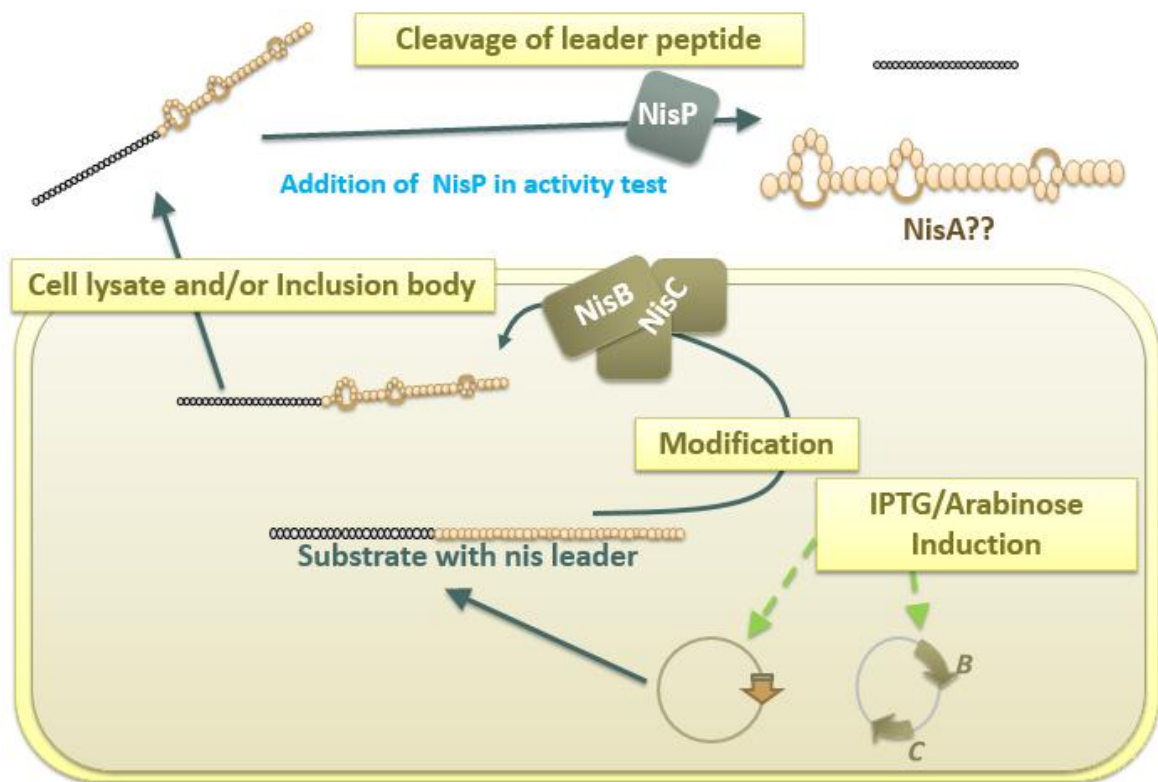 Cleavage of leader peptide
NisP
Addition of NisP in activity test
NisA??
Cell lysate and/or Inclusion body
NisB
NisC
Modification
IPTG/Arabinose
Induction
Substrate with nis leader
B
C